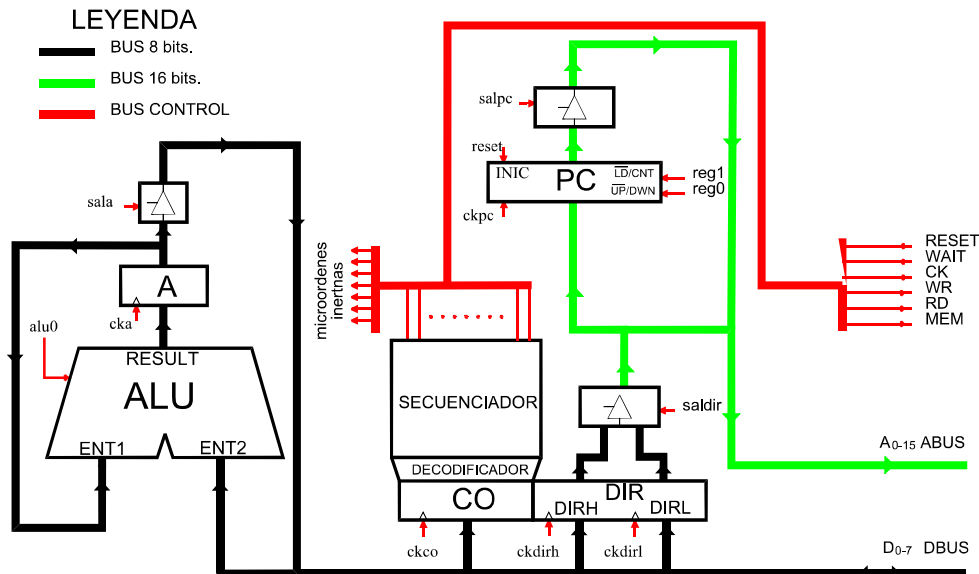 LEYENDA
BUS 8 bits.
BUS 16 bits.
BUS CONTROL
salpc
reset
INIC
PC
LD/CNT
UP/DWN
reg1
reg0
ckpc
sala
A
cka
alu0
RESULT
ALU
ENT1
ENT2
microordenes
inertnas
RESET
WAIT
CK
WR
RD
MEM
SECUENCIADOR
DECODIFICADOR
CO
saldir
DIR
DIRH
DIRL
ckco
ckdirh
ckdirl
A0-15 ABUS
D0-7 DBUS